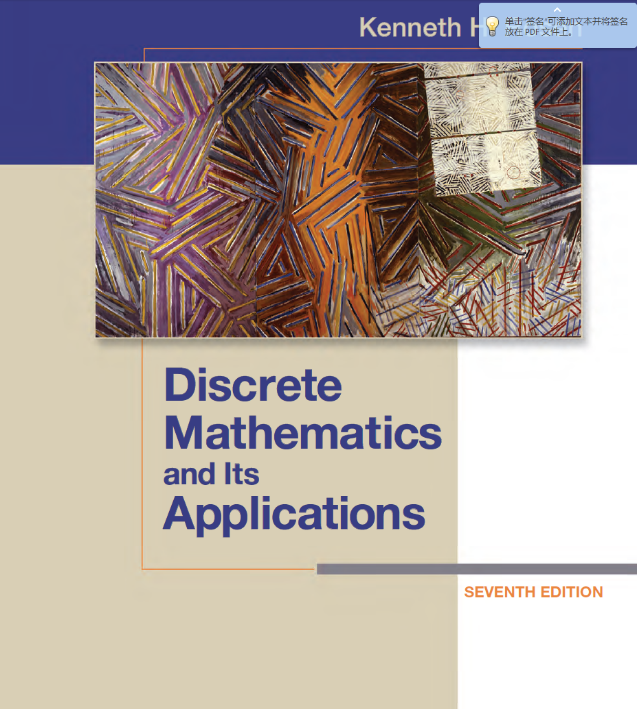 Kenneth H.
单击"签名"可添加文本并将签名
放在 PDF 文件上。
Discrete
Mathematics
and Its
Applications
SEVENTH EDITION